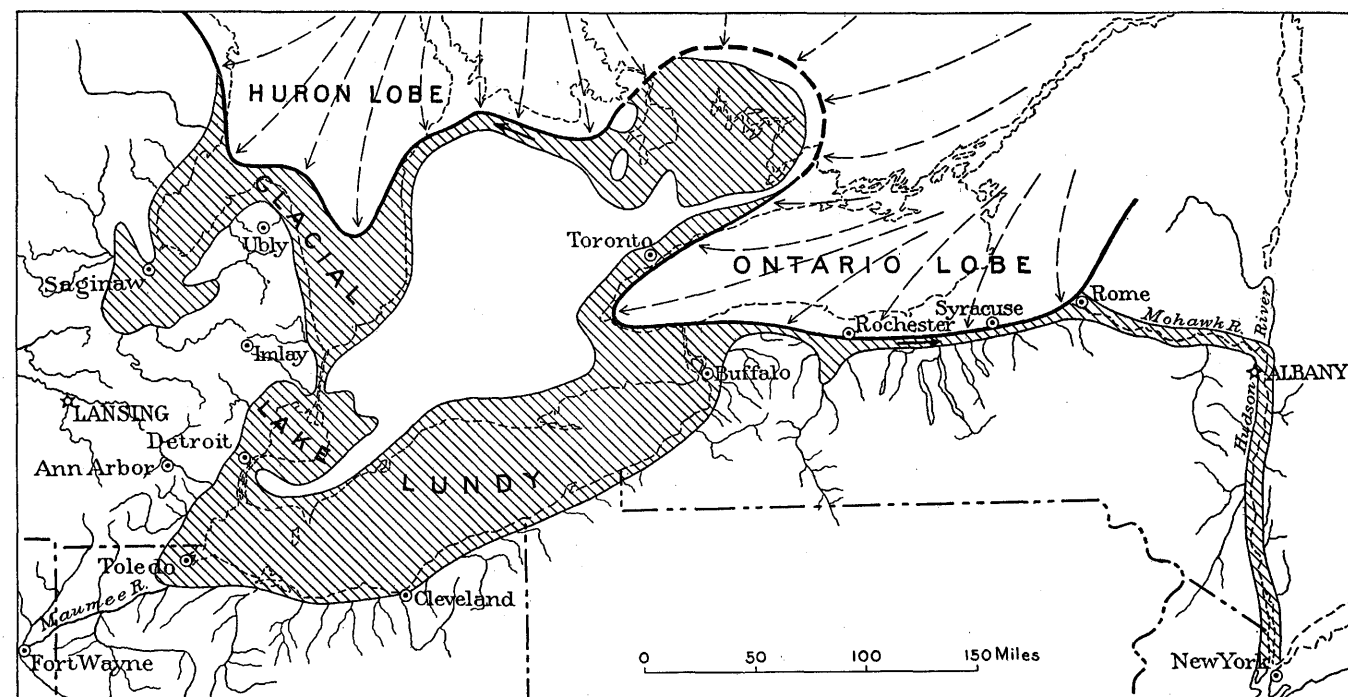 HURON LOBE
GLACIAL
Ubly
Saginaw
Toronto
ONTARIO LOBE
Rome
Syracuse
Rochester
Mohawk R.
River
Imlay
Buffalo
ALBANY
Hudson
LANSING
LAKE
Detroit
Ann Arbor
LUNDY
Toledo
Maumee R.
Cleveland
Fort Wayne
0 50 100 150 Miles
New York